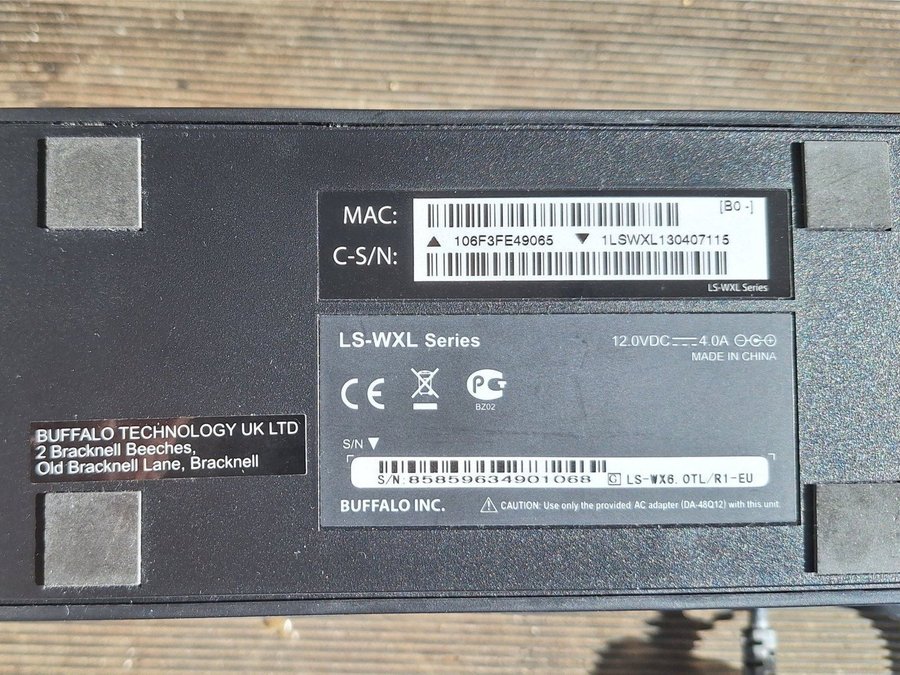 MAC:
[B0 -]
▲ 106F3FE49065 ▼ 1LSWXL130407115
C-S/N:
LS-WXL Series
LS-WXL Series
12.0VDC 4.0A
MADE IN CHINA
CE
PG
BZ02
BUFFALO TECHNOLOGY UK LTD
2 Bracknell Beeches,
Old Bracknell Lane, Bracknell
S/N ▼
S/N:85859634901068 G LS-WX6.0TL/R1-EU
BUFFALO INC.
CAUTION: Use only the provided AC adapter (DA-48Q12) with this unit